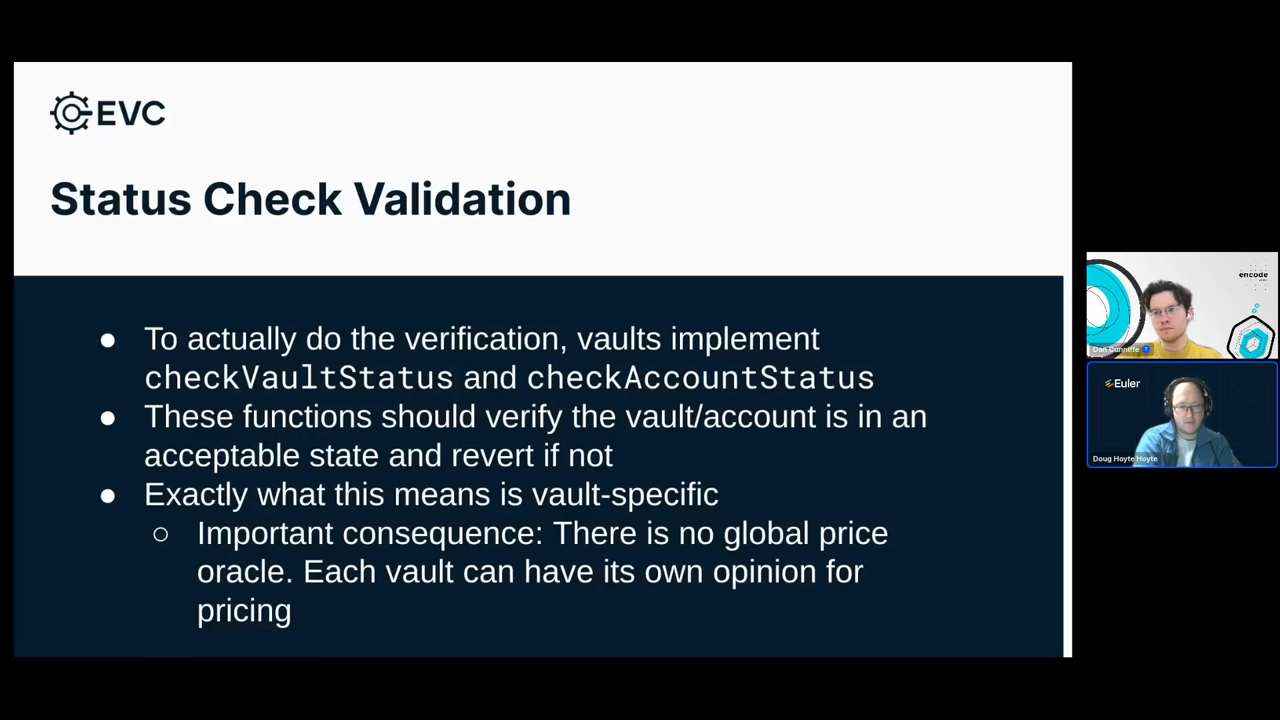 EVC
Status Check Validation
● To actually do the verification, vaults implement
checkVaultStatus and checkAccountStatus
● These functions should verify the vault/account is in an
acceptable state and revert if not
● Exactly what this means is vault-specific
○ Important consequence: There is no global price
oracle. Each vault can have its own opinion for
pricing
encode
Dan Cunniffe
Euler
Doug Hoyte Hoyte